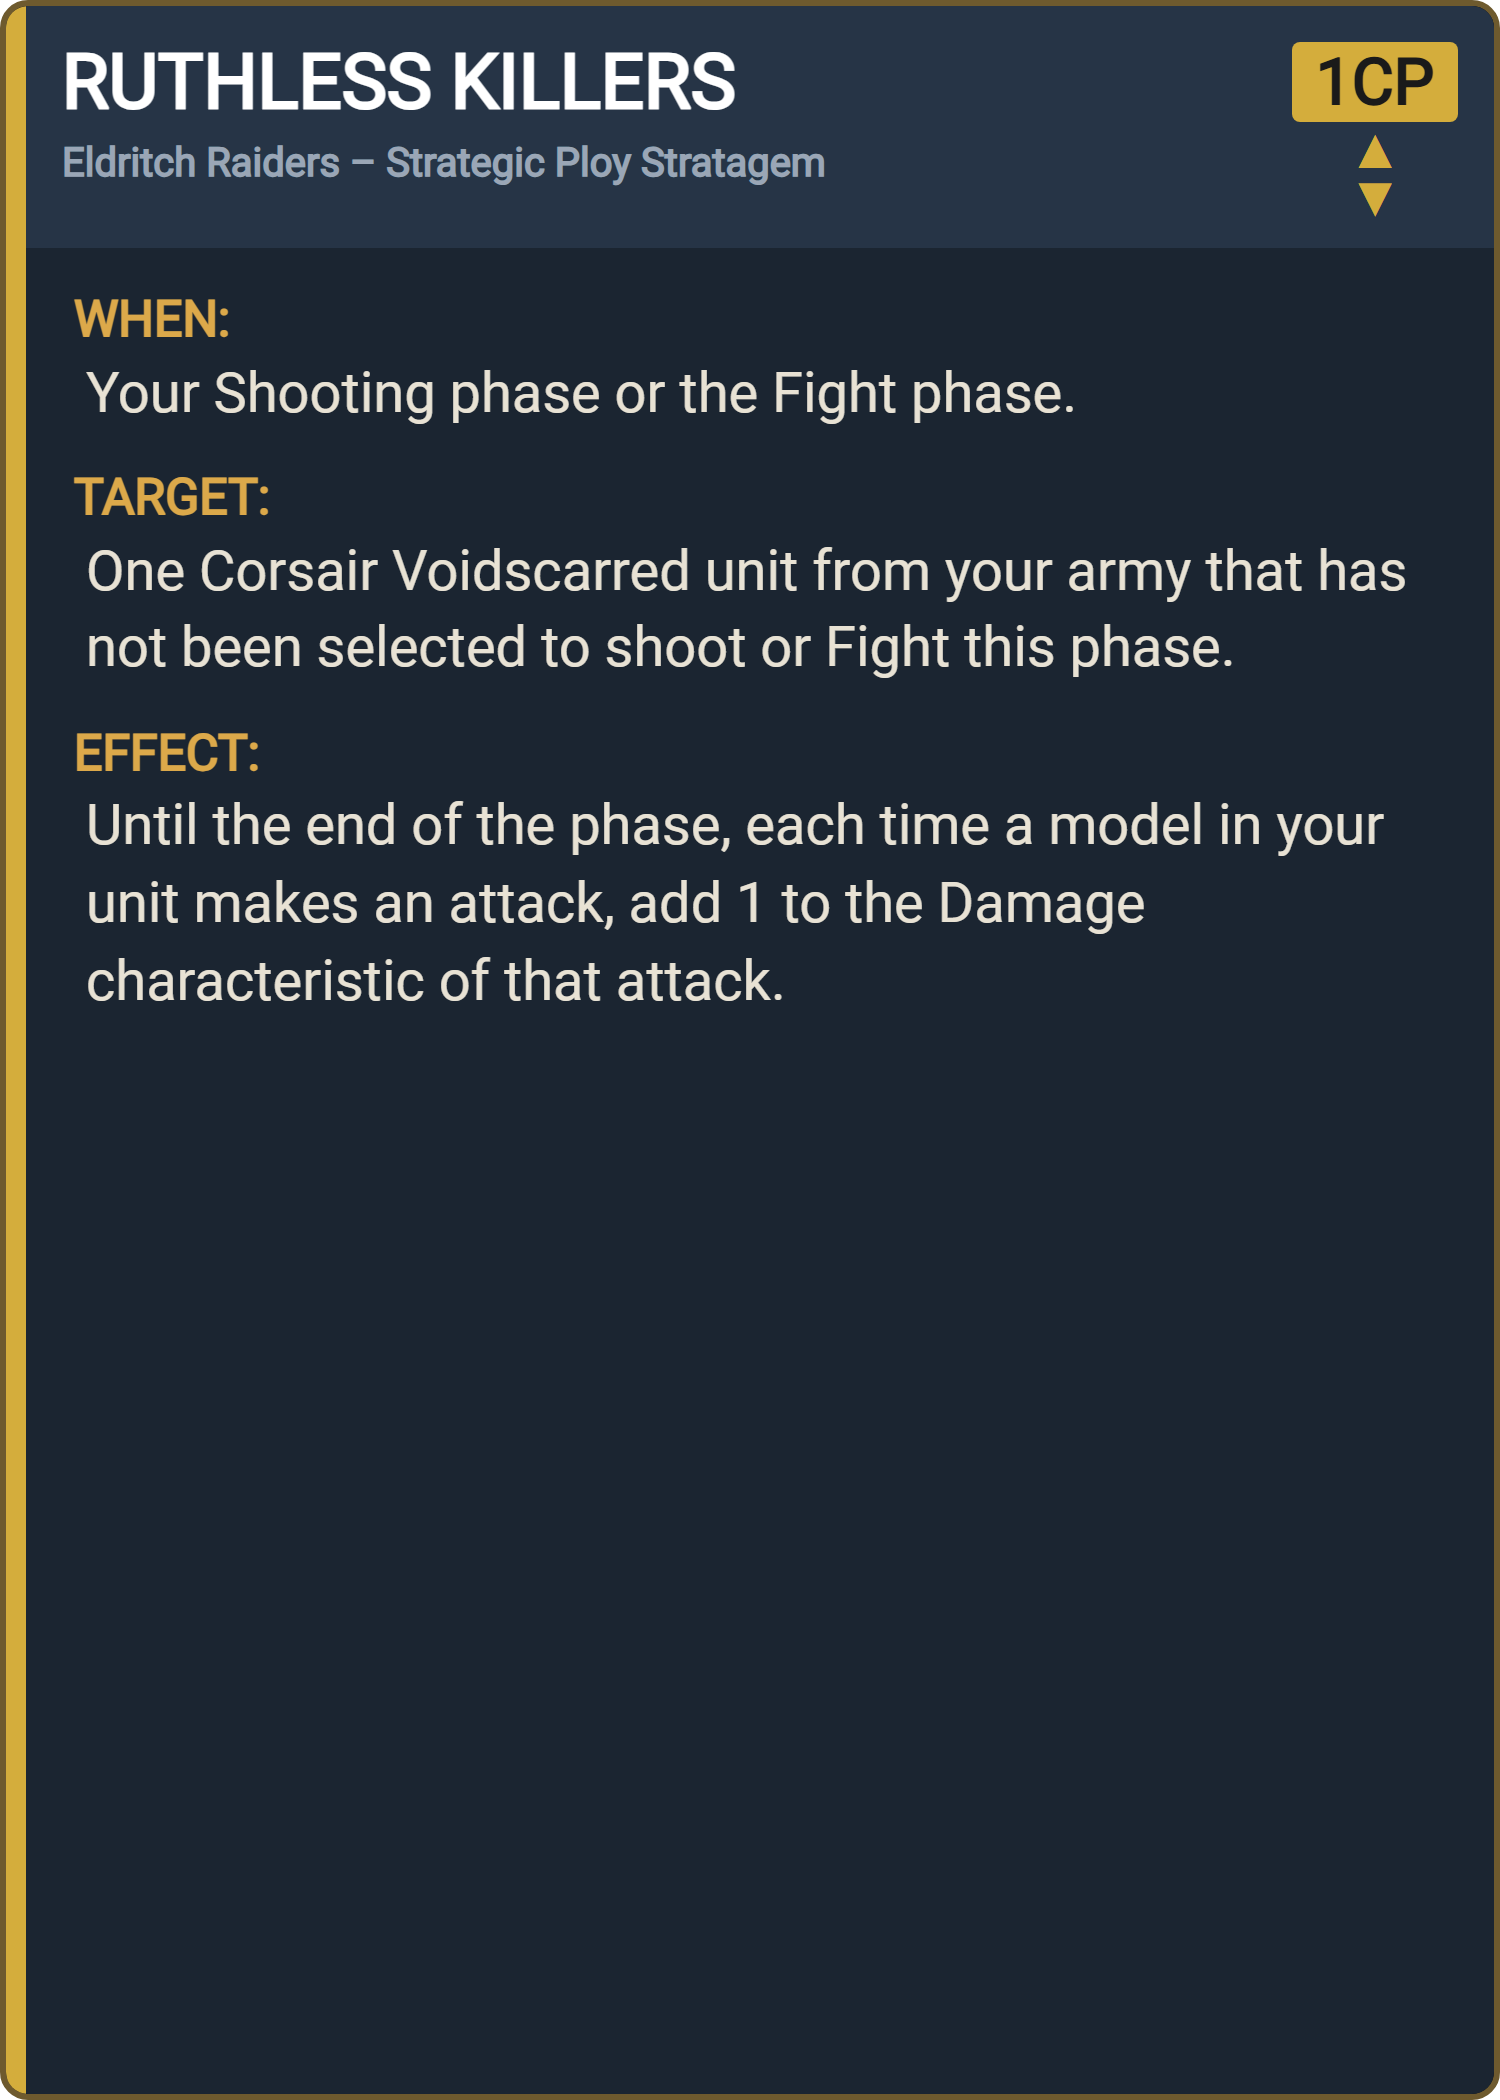 RUTHLESS KILLERS
1CP
Eldritch Raiders – Strategic Ploy Stratagem
▲
▼
WHEN:
Your Shooting phase or the Fight phase.
TARGET:
One Corsair Voidscarred unit from your army that has
not been selected to shoot or Fight this phase.
EFFECT:
Until the end of the phase, each time a model in your
unit makes an attack, add 1 to the Damage
characteristic of that attack.